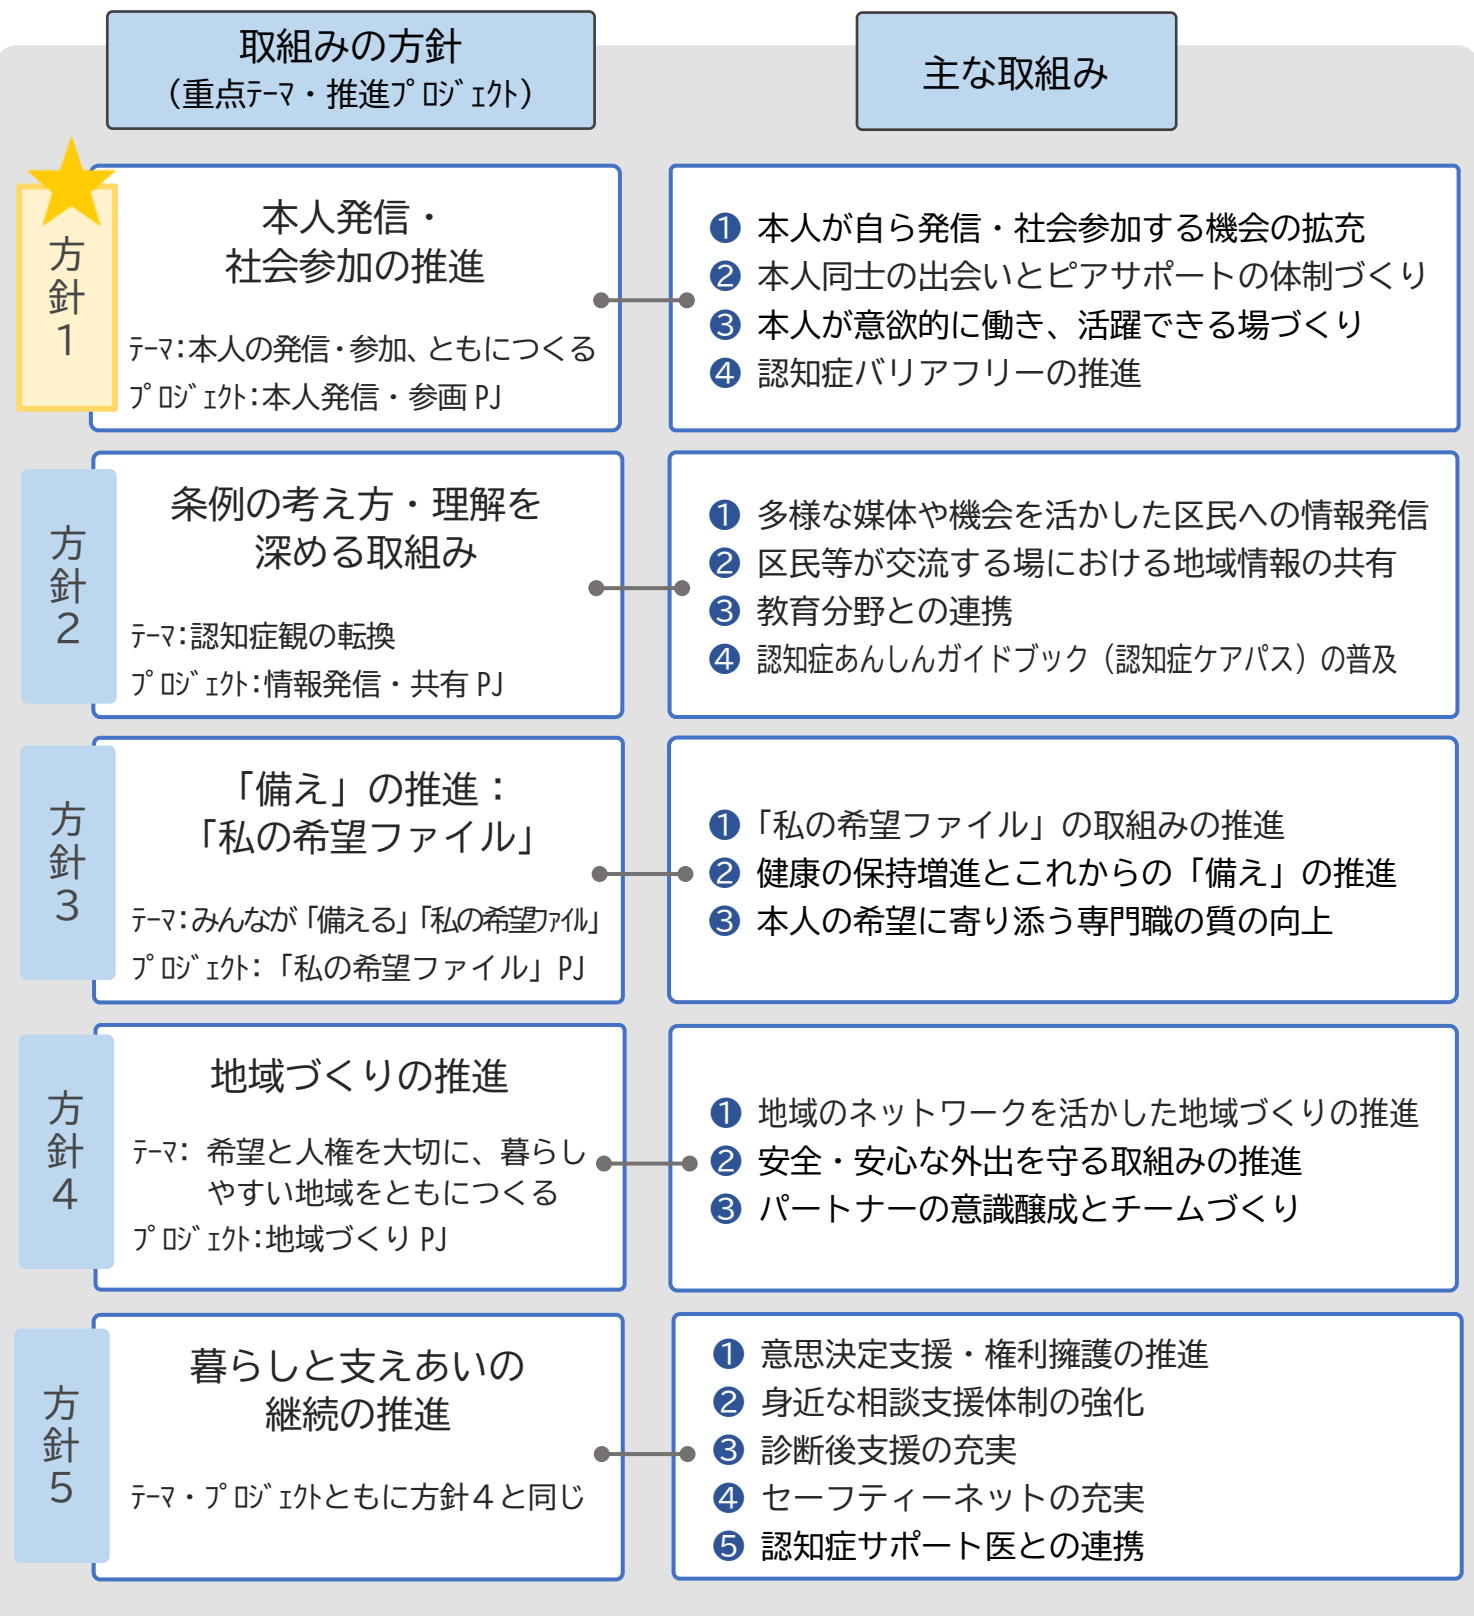 取組みの方針
（重点ﾃｰﾏ・推進ﾌﾟﾛｼﾞｪｸﾄ）
主な取組み
方針1
本人発信・
社会参加の推進
ﾃｰﾏ：本人の発信・参加、ともにつくる
ﾌﾟﾛｼﾞｪｸﾄ：本人発信・参画 PJ
❶ 本人が自ら発信・社会参加する機会の拡充
❷ 本人同士の出会いとピアサポートの体制づくり
❸ 本人が意欲的に働き、活躍できる場づくり
❹ 認知症バリアフリーの推進
方針2
条例の考え方・理解を
深める取組み
ﾃｰﾏ：認知症観の転換
ﾌﾟﾛｼﾞｪｸﾄ：情報発信・共有 PJ
❶ 多様な媒体や機会を活かした区民への情報発信
❷ 区民等が交流する場における地域情報の共有
❸ 教育分野との連携
❹ 認知症あんしんガイドブック（認知症ケアパス）の普及
方針3
「備え」の推進：
「私の希望ファイル」
ﾃｰﾏ：みんなが「備える」「私の希望ﾌｧｲﾙ」
ﾌﾟﾛｼﾞｪｸﾄ：「私の希望ファイル」PJ
❶「私の希望ファイル」の取組みの推進
❷ 健康の保持増進とこれからの「備え」の推進
❸ 本人の希望に寄り添う専門職の質の向上
方針4
地域づくりの推進
ﾃｰﾏ： 希望と人権を大切に、暮らし
やすい地域をともにつくる
ﾌﾟﾛｼﾞｪｸﾄ：地域づくり PJ
❶ 地域のネットワークを活かした地域づくりの推進
❷ 安全・安心な外出を守る取組みの推進
❸ パートナーの意識醸成とチームづくり
方針5
暮らしと支えあいの
継続の推進
ﾃｰﾏ・ﾌﾟﾛｼﾞｪｸﾄともに方針４と同じ
❶ 意思決定支援・権利擁護の推進
❷ 身近な相談支援体制の強化
❸ 診断後支援の充実
❹ セーフティーネットの充実
❺ 認知症サポート医との連携